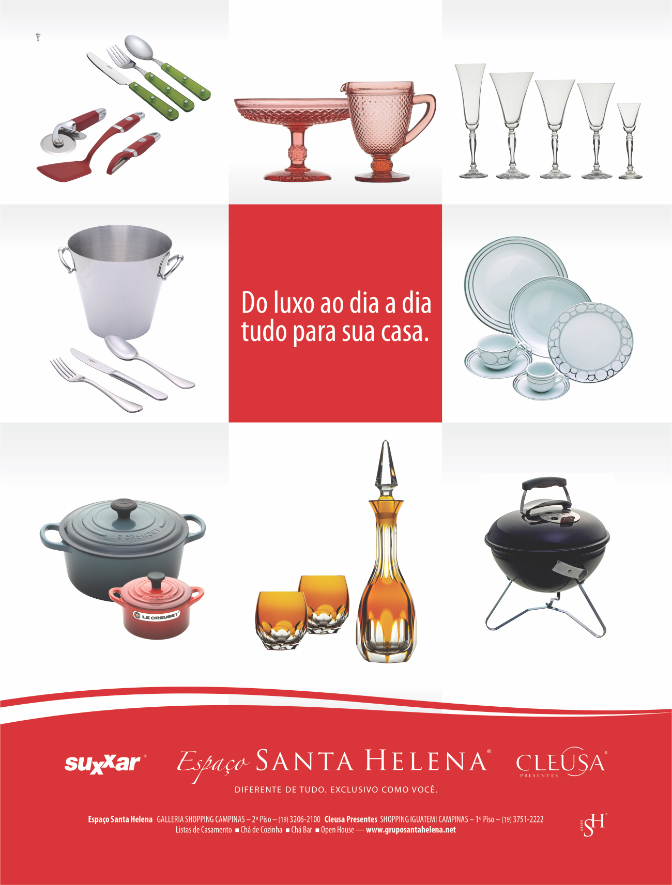 Do luxo ao dia a dia
tudo para sua casa.
LE CREUSET
LE CREUSET
suxxar®
Espaço SANTA HELENA®
CLEUSA®
PRESENTES
DIFERENTE DE TUDO. EXCLUSIVO COMO VOCÊ.
Espaço Santa Helena GALLERIA SHOPPING CAMPINAS – 2º Piso – (19) 3206-2100 Cleusa Presentes SHOPPING IGUATEMI CAMPINAS – 1º Piso – (19) 3751-2222
Listas de Casamento ■ Chá de Cozinha ■ Chá Bar ■ Open House — www.gruposantahelena.net
SH